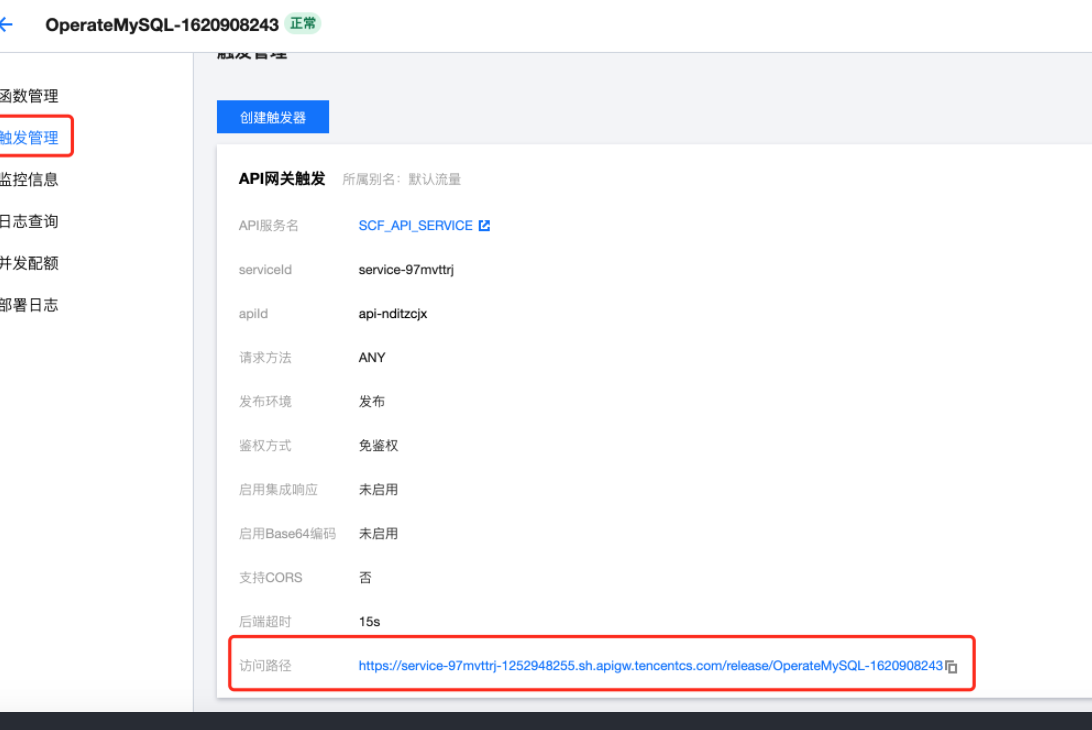 OperateMySQL-1620908243 正常
函数管理
触发管理
监控信息
日志查询
并发配额
部署日志
触发管理
创建触发器
API网关触发 所属别名：默认流量
API服务名 SCF_API_SERVICE
serviceId service-97mvttrj
apiId api-nditzcjx
请求方法 ANY
发布环境 发布
鉴权方式 免鉴权
启用集成响应 未启用
启用Base64编码 未启用
支持CORS 否
后端超时 15s
访问路径 https://service-97mvttrj-1252948255.sh.apigw.tencentcs.com/release/OperateMySQL-1620908243